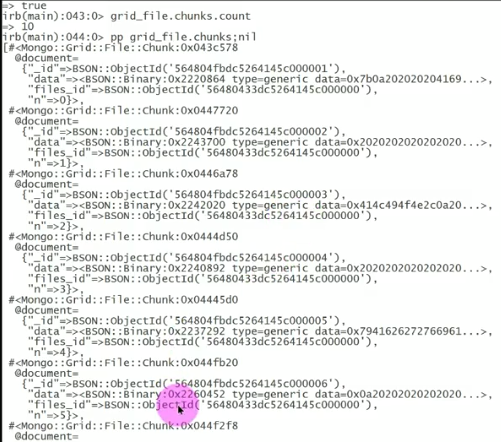 => true
irb(main):043:0> grid_file.chunks.count
=> 10
irb(main):044:0> pp grid_file.chunks;nil
[#<Mongo::Grid::File::Chunk:0x043c578
@document=
{"_id"=>BSON::ObjectId('564804fbdc5264145c000001'),
"data"=><BSON::Binary:0x2220864 type=generic data=0x7b0a202020204169...>,
"files_id"=>BSON::ObjectId('56480433dc5264145c000000'),
"n"=>0}>,
#<Mongo::Grid::File::Chunk:0x0447720
@document=
{"_id"=>BSON::ObjectId('564804fbdc5264145c000002'),
"data"=><BSON::Binary:0x2243700 type=generic data=0x2020202020202020...>,
"files_id"=>BSON::ObjectId('56480433dc5264145c000000'),
"n"=>1}>,
#<Mongo::Grid::File::Chunk:0x0446a78
@document=
{"_id"=>BSON::ObjectId('564804fbdc5264145c000003'),
"data"=><BSON::Binary:0x2242020 type=generic data=0x414c494f4e2c0a20...>,
"files_id"=>BSON::ObjectId('56480433dc5264145c000000'),
"n"=>2}>,
#<Mongo::Grid::File::Chunk:0x0444d50
@document=
{"_id"=>BSON::ObjectId('564804fbdc5264145c000004'),
"data"=><BSON::Binary:0x2240892 type=generic data=0x2020202020202020...>,
"files_id"=>BSON::ObjectId('56480433dc5264145c000000'),
"n"=>3}>,
#<Mongo::Grid::File::Chunk:0x04445d0
@document=
{"_id"=>BSON::ObjectId('564804fbdc5264145c000005'),
"data"=><BSON::Binary:0x2237292 type=generic data=0x7941626272766961...>,
"files_id"=>BSON::ObjectId('56480433dc5264145c000000'),
"n"=>4}>,
#<Mongo::Grid::File::Chunk:0x044fb20
@document=
{"_id"=>BSON::ObjectId('564804fbdc5264145c000006'),
"data"=><BSON::Binary:0x2260452 type=generic data=0x0a20202020202020...>,
"files_id"=>BSON::ObjectId('56480433dc5264145c000000'),
"n"=>5}>,
#<Mongo::Grid::File::Chunk:0x044f2f8
@document=